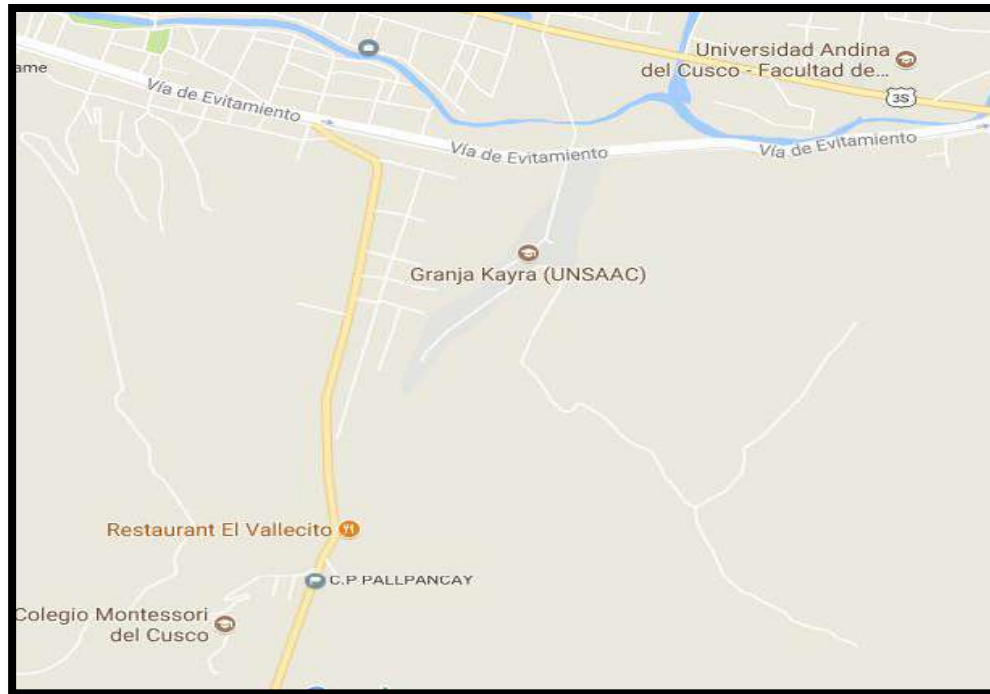 Universidad Andina
del Cusco - Facultad de...
ame
3S
Vía de Evitamiento
Vía de Evitamiento
Vía de Evitamiento
Granja Kayra (UNSAAC)
Restaurant El Vallecito
C.P PALLPANCAY
Colegio Montessori
del Cusco